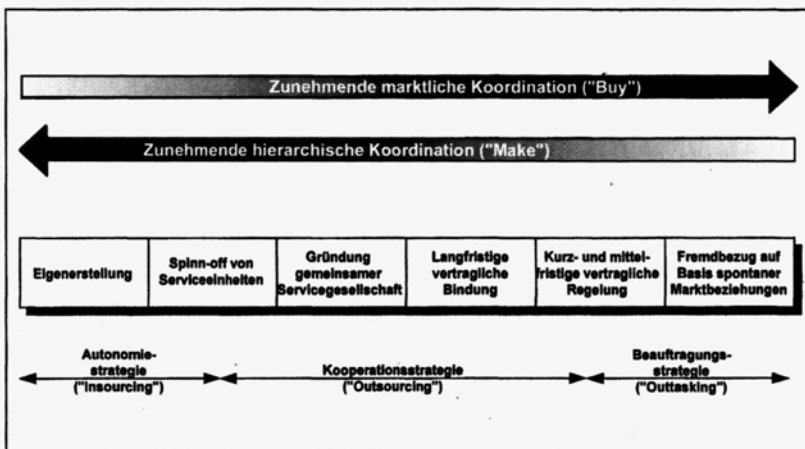 Zunehmende marktliche Koordination ("Buy")
Zunehmende hierarchische Koordination ("Make")
Eigenerstellung
Spinn-off von
Serviceeinheiten
Gründung
gemeinsamer
Servicegesellschaft
Langfristige
vertragliche
Bindung
Kurz- und mittel-
fristige vertragliche
Regelung
Fremdbezug auf
Basis spontaner
Marktbeziehungen
Autonomie-
strategie
("Insourcing")
Kooperationsstrategie
("Outsourcing")
Beauftragungs-
strategie
("Outtasking")